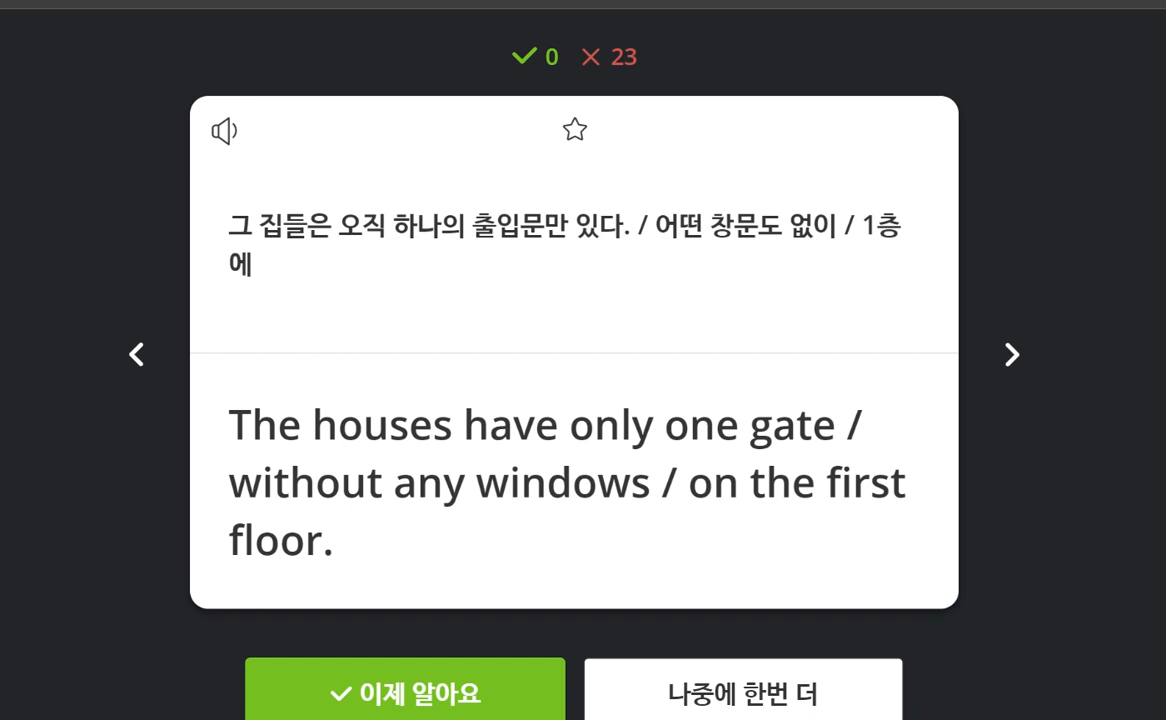 0 23
그 집들은 오직 하나의 출입문만 있다. / 어떤 창문도 없이 / 1층
에
The houses have only one gate /
without any windows / on the first
floor.
이제 알아요 나중에 한번 더